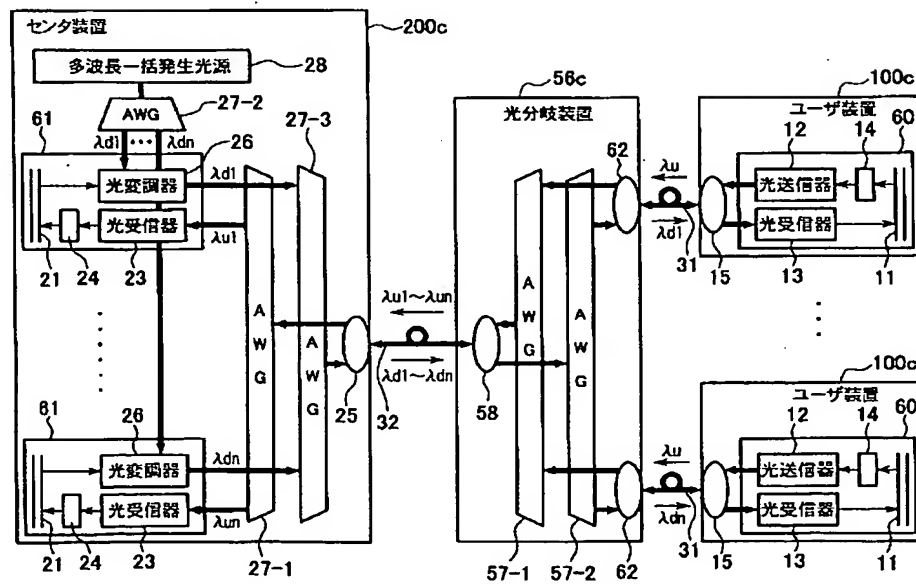 センタ装置
200c
多波長一括発生光源
28
AWG
27-2
λd1 ··· λdn
61
26
27-3
光変調器
λd1
光受信器
λu1
21
24
23
AWG
AWG
λu1~λun
λd1~λdn
25
32
61
26
光変調器
λdn
光受信器
λun
21
24
23
27-1
56c
光分岐装置
62
AWG
AWG
58
57-1
57-2
62
λu
λd1
31
λu
λdn
31
100c
ユーザ装置
60
12
14
光送信器
光受信器
15
13
11
100c
ユーザ装置
60
12
14
光送信器
光受信器
15
13
11